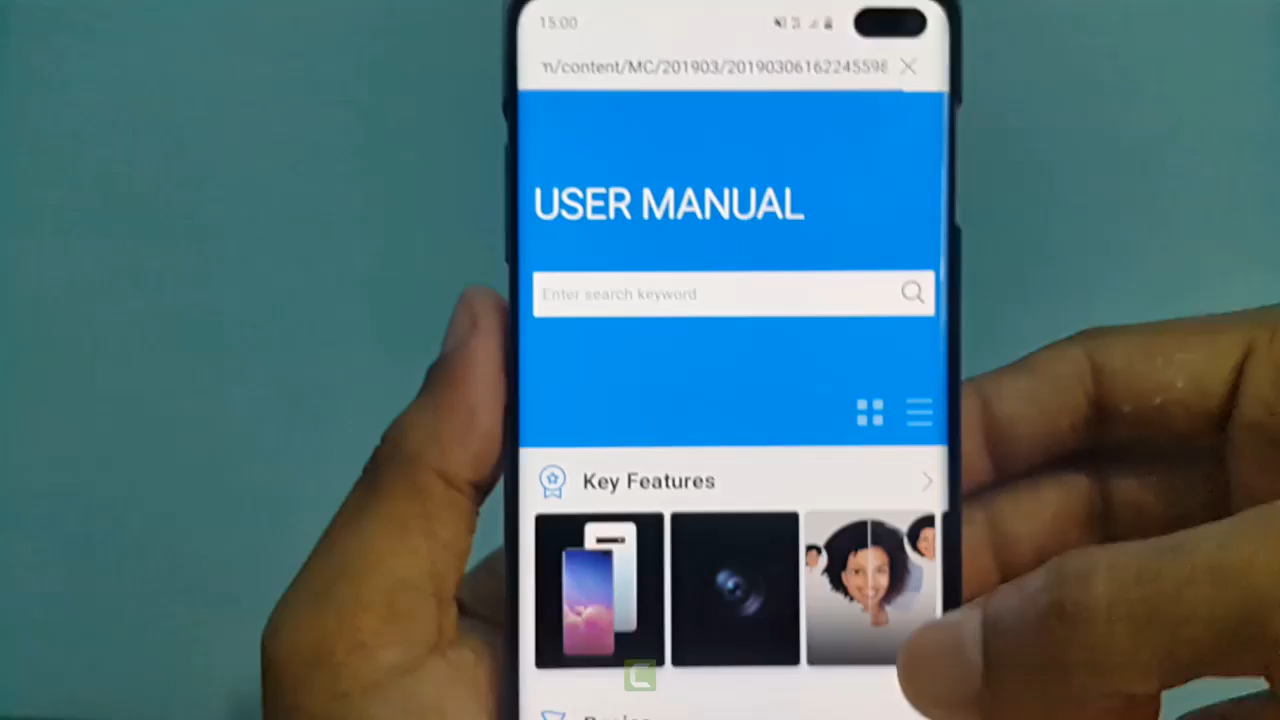 15:00
n/content/MC/201903/20190306162245598
USER MANUAL
Enter search keyword
Key Features